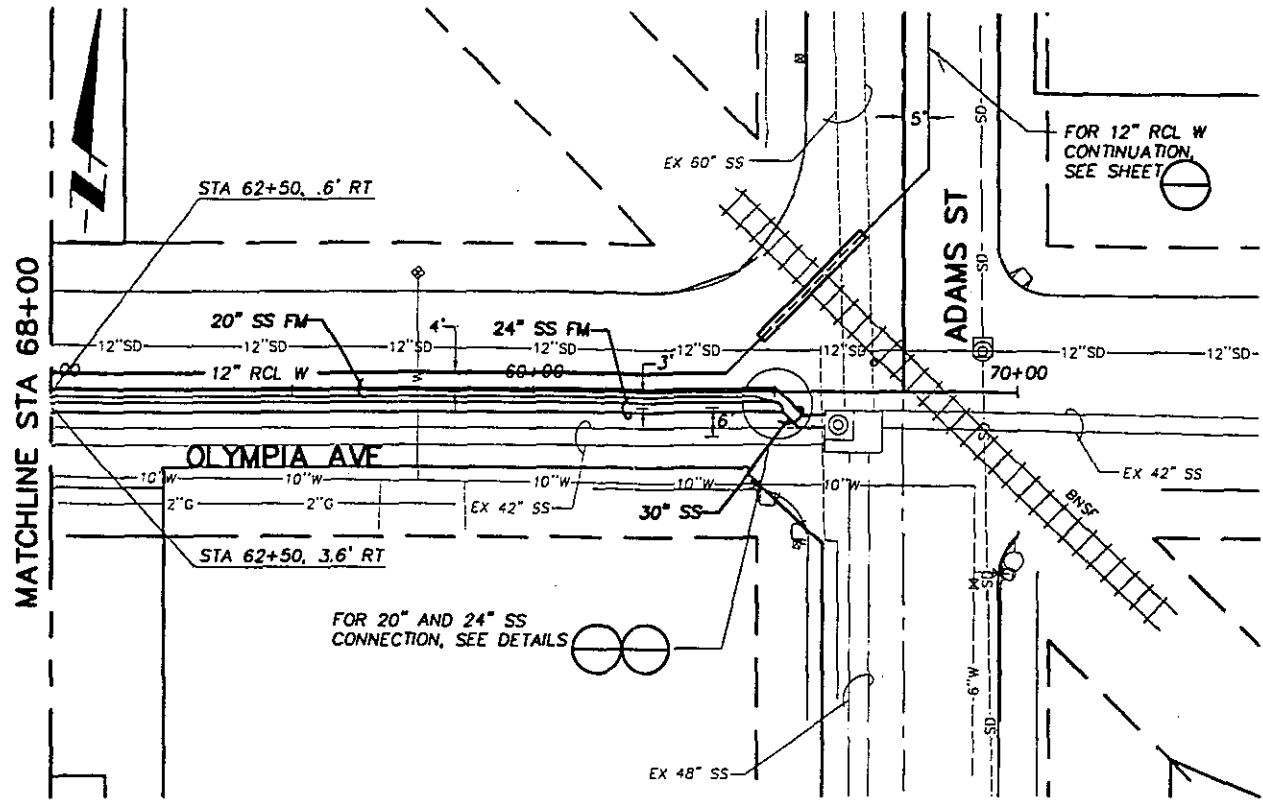 EX 60" SS
5'
FOR 12" RCL W
CONTINUATION,
SEE SHEET
STA 62+50, .6' RT
ADAMS ST
SD
SD
MATCHLINE STA 68+00
20" SS FM
4'
24" SS FM
3'
12"SD
12"SD
12"SD
12"SD
12"SD
12"SD
12"SD
12"SD
12" RCL W
60+00
70+00
W
6'
OLYMPIA AVE
EX 42" SS
10"W
10"W
10"W
10"W
10"W
2"G
2"G
EX 42" SS
30" SS
SD
BNSF
STA 62+50, 3.6' RT
SD
FOR 20" AND 24" SS
CONNECTION, SEE DETAILS
6"W
SD
EX 48" SS